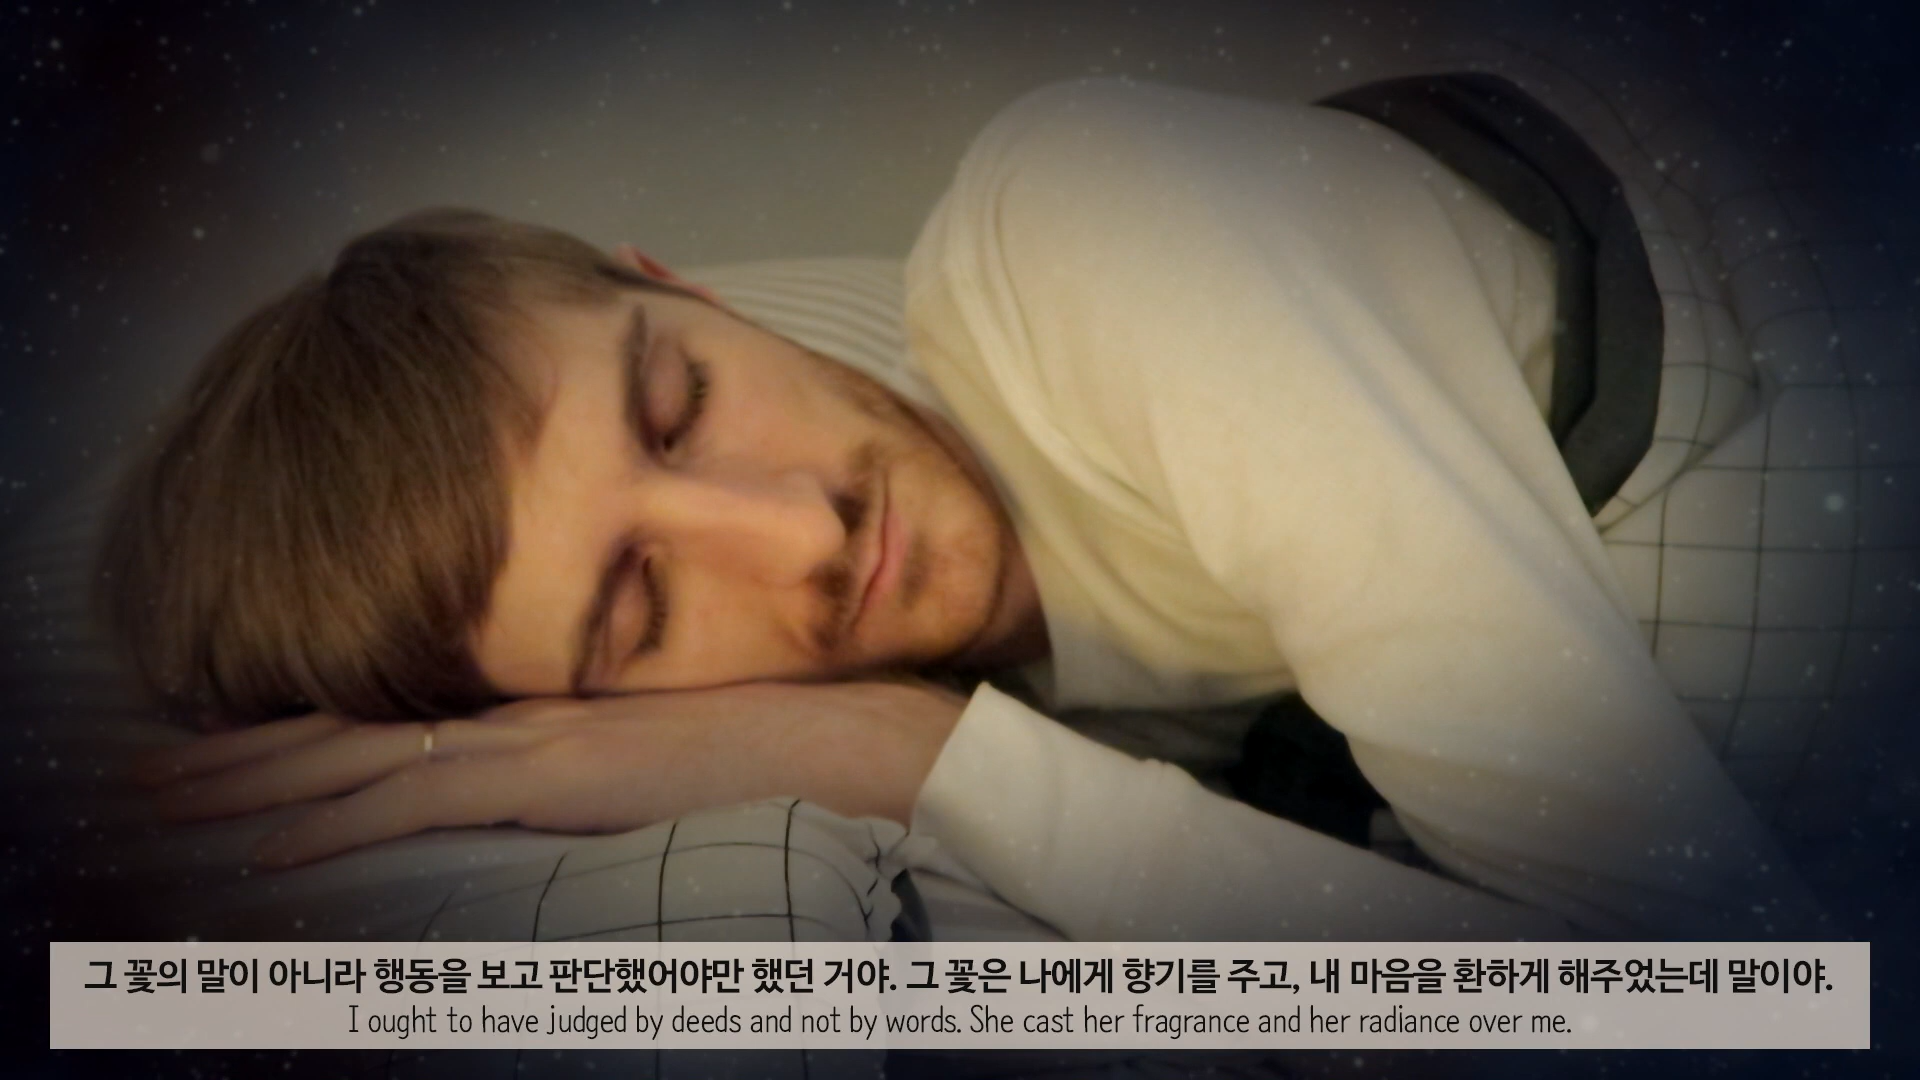 그 꽃의 말이 아니라 행동을 보고 판단했어야만 했던 거야. 그 꽃은 나에게 향기를 주고, 내 마음을 환하게 해주었는데 말이야.
I ought to have judged by deeds and not by words. She cast her fragrance and her radiance over me.